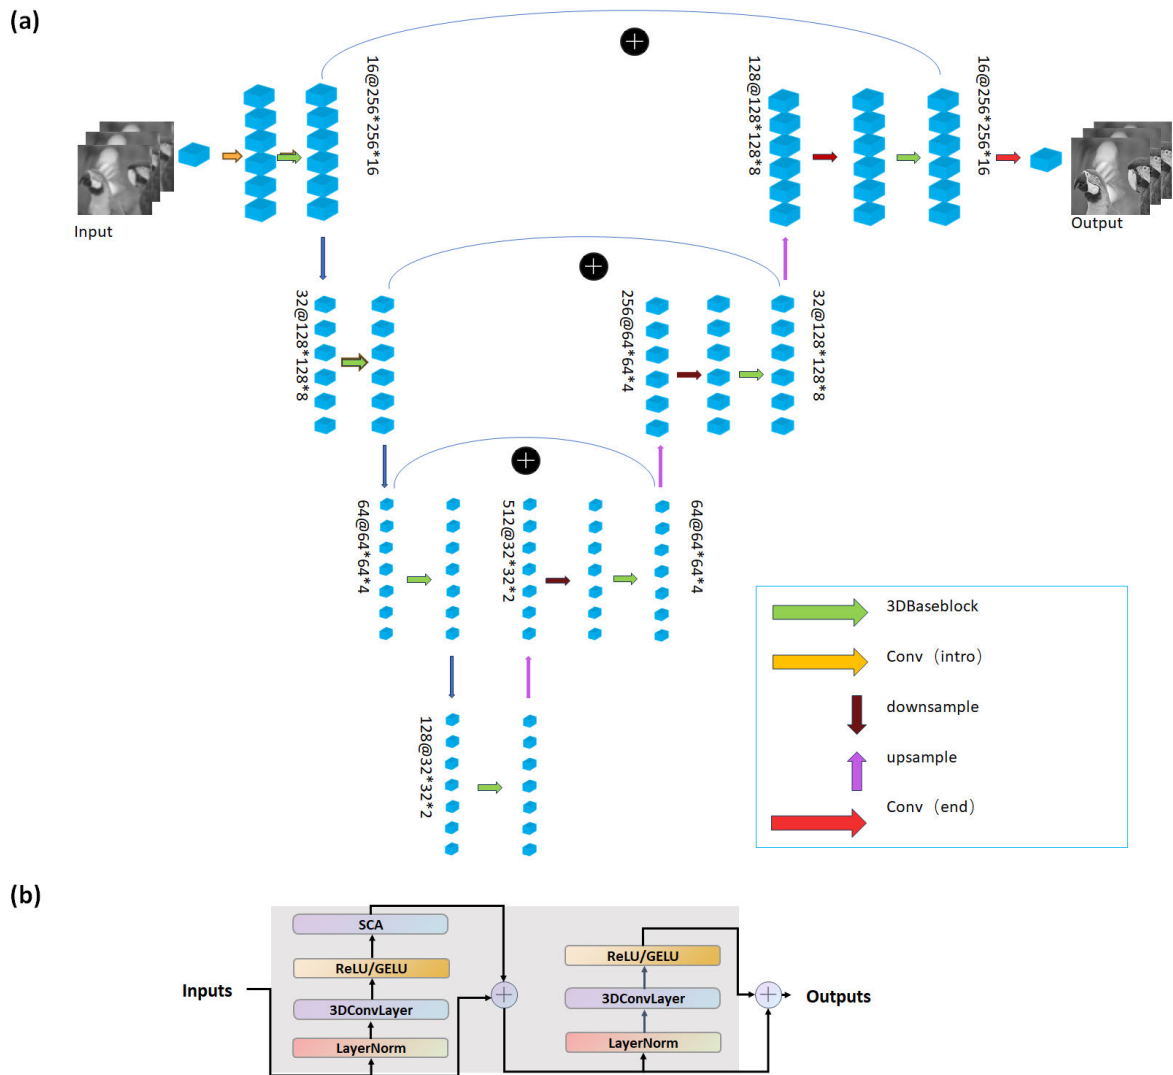 (a)
16@256*256*16
128@128*128*8
16@256*256*16
Input
Output
32@128*128*8
256@64*64*4
32@128*128*8
64@64*64*4
512@32*32*2
64@64*64*4
128@32*32*2
3DBaseblock
Conv（intro）
downsample
upsample
Conv（end）
(b)
SCA
ReLU/GELU
3DConvLayer
LayerNorm
Inputs
ReLU/GELU
3DConvLayer
LayerNorm
Outputs